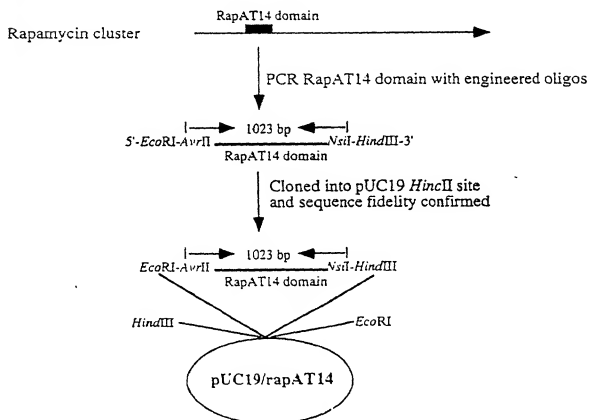 RapAT14 domain
Rapamycin cluster
PCR RapAT14 domain with engineered oligos
1023 bp
5'-EcoRI-AvrII NsiI-HindIII-3'
RapAT14 domain
Cloned into pUC19 HincII site
and sequence fidelity confirmed
1023 bp
EcoRI-AvrII NsiI-HindIII
RapAT14 domain
HindIII EcoRI
pUC19/rapAT14